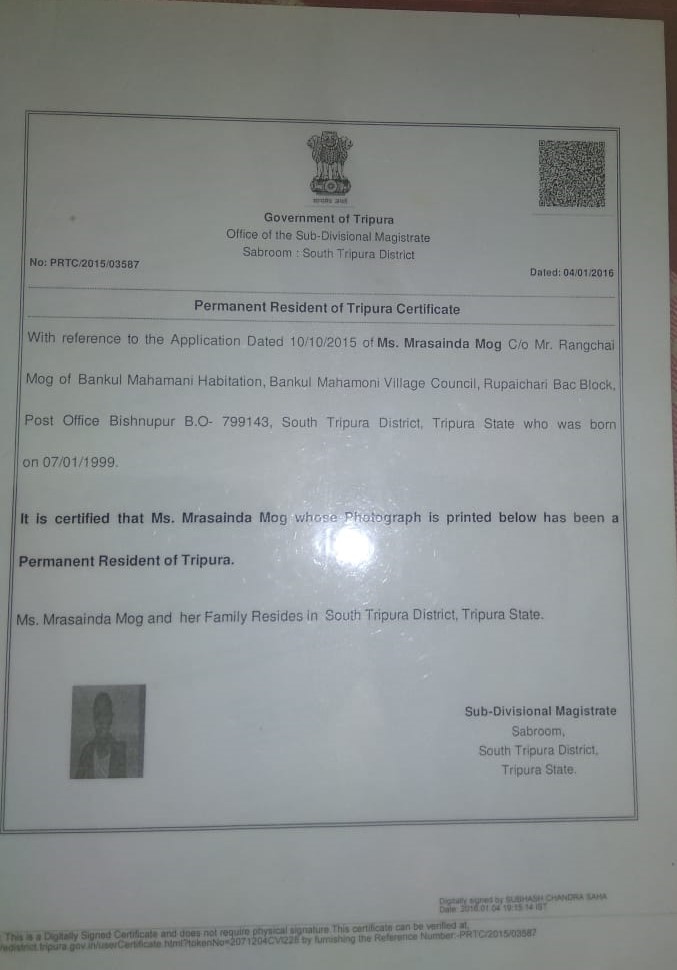 सत्यमेव जयते
Government of Tripura
Office of the Sub-Divisional Magistrate
Sabroom : South Tripura District
No: PRTC/2015/03587
Dated: 04/01/2016
Permanent Resident of Tripura Certificate
With reference to the Application Dated 10/10/2015 of Ms. Mrasainda Mog C/o Mr. Rangchai
Mog of Bankul Mahamani Habitation, Bankul Mahamoni Village Council, Rupaichari Bac Block,
Post Office Bishnupur B.O- 799143, South Tripura District, Tripura State who was born
on 07/01/1999.
It is certified that Ms. Mrasainda Mog whose Photograph is printed below has been a
Permanent Resident of Tripura.
Ms. Mrasainda Mog and her Family Resides in South Tripura District, Tripura State.
Sub-Divisional Magistrate
Sabroom,
South Tripura District,
Tripura State.
Digitally signed by SUBHASH CHANDRA SAHA
Date: 2016.01.04 19:15:14 IST
: This is a Digitally Signed Certificate and does not require physical signature.This certificate can be verified at
/edistrict.tripura.gov.in/userCertificate.html?tokenNo=2071204CVI228 by furnishing the Reference Number:-PRTC/2015/03587